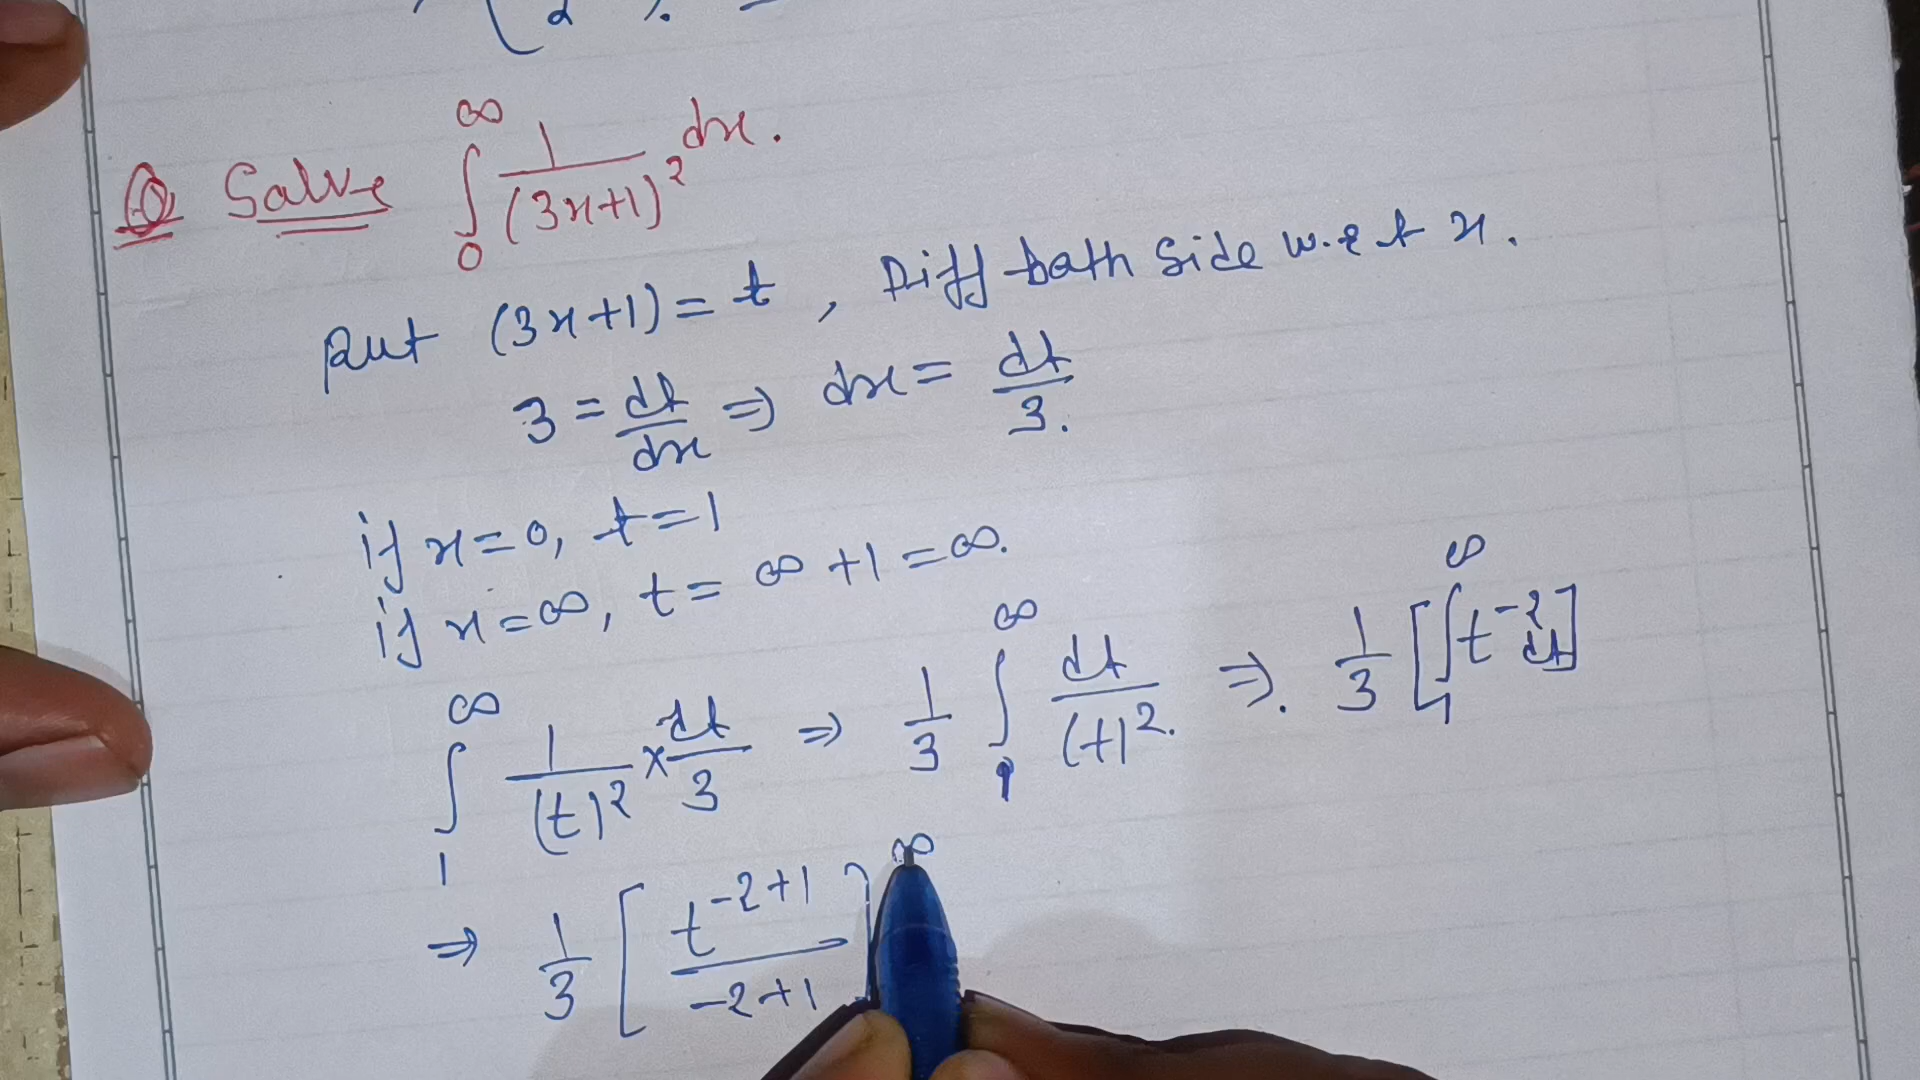 Q Solve ∫₀^∞ 1/(3x+1)² dx.
Put (3x+1) = t, Diff both side w.r.t x.
3 = dt/dx ⇒ dx = dt/3.
if x=0, t=1
if x=∞, t= ∞+1 =∞.
∫₁^∞ 1/(t)² × dt/3 ⇒ 1/3 ∫₁^∞ dt/(t)². ⇒. 1/3 [∫₁^∞ t⁻² dt]
⇒ 1/3 [ t^(-2+1) / -2+1 ]^∞